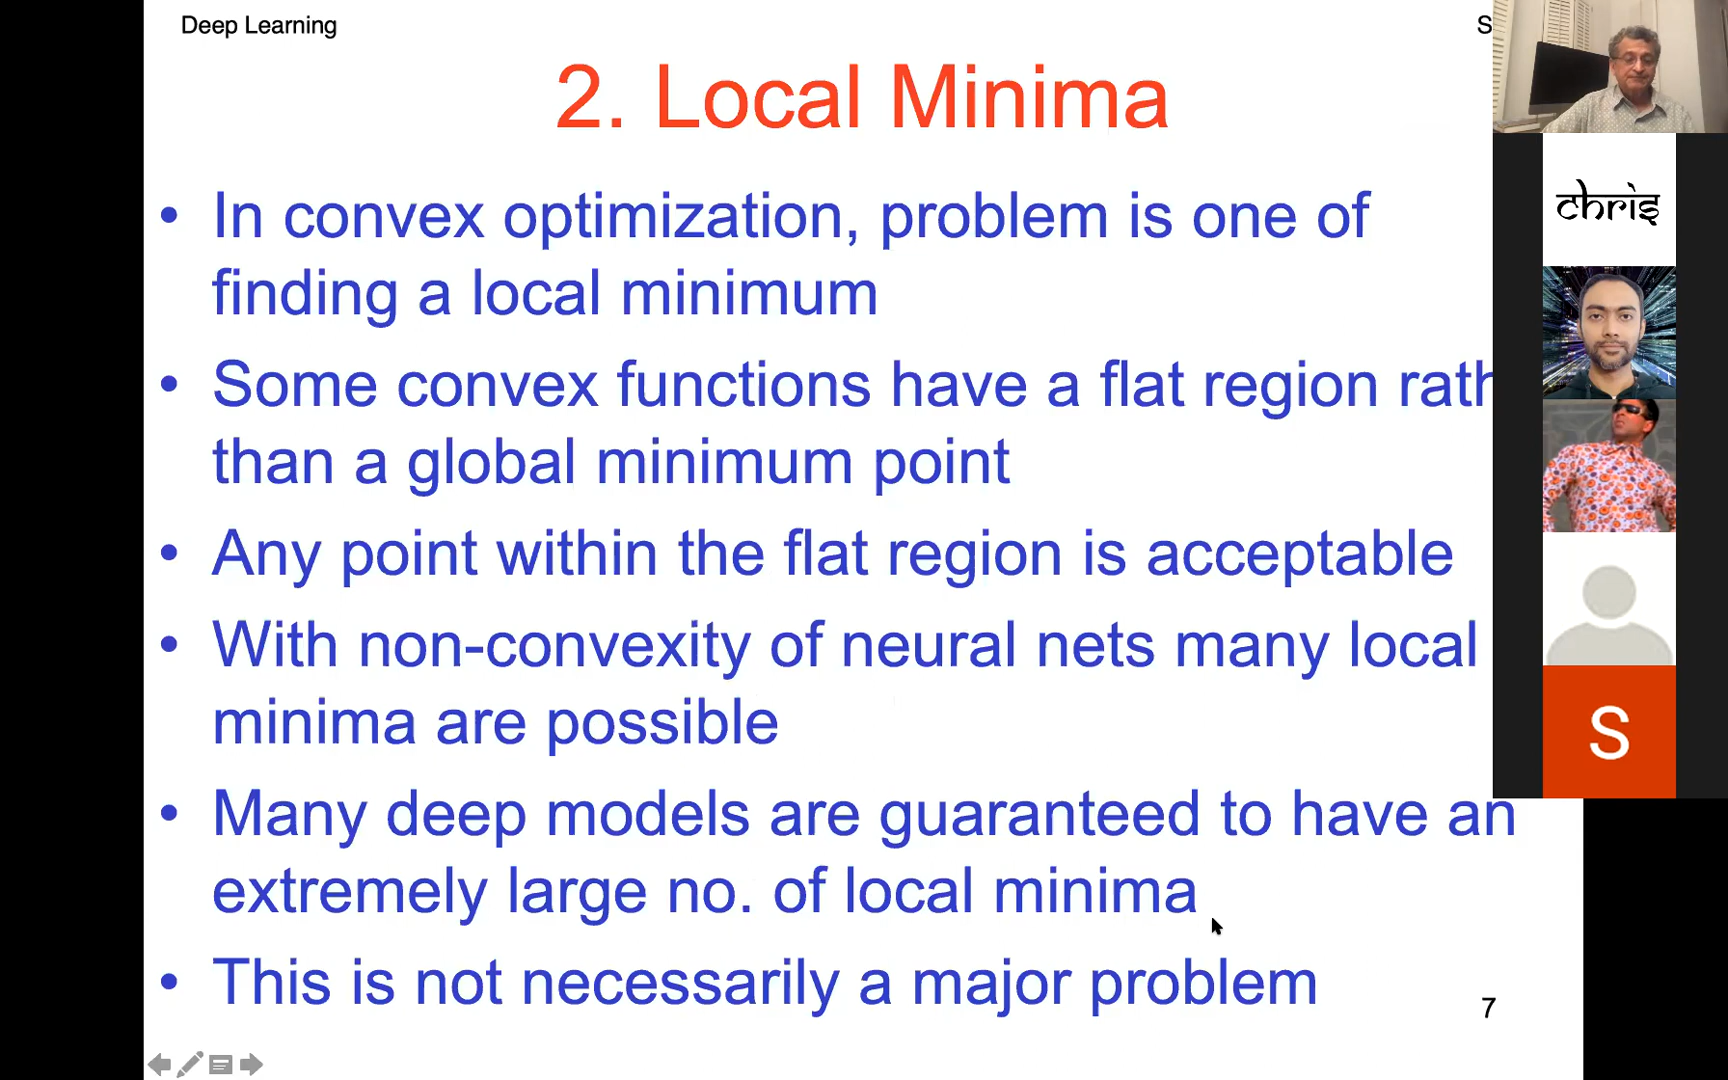 Deep Learning
2. Local Minima
• In convex optimization, problem is one of
finding a local minimum
• Some convex functions have a flat region
than a global minimum point
• Any point within the flat region is acceptable
• With non-convexity of neural nets many local
minima are possible
• Many deep models are guaranteed to have an
extremely large no. of local minima
• This is not necessarily a major problem
7
chris
S